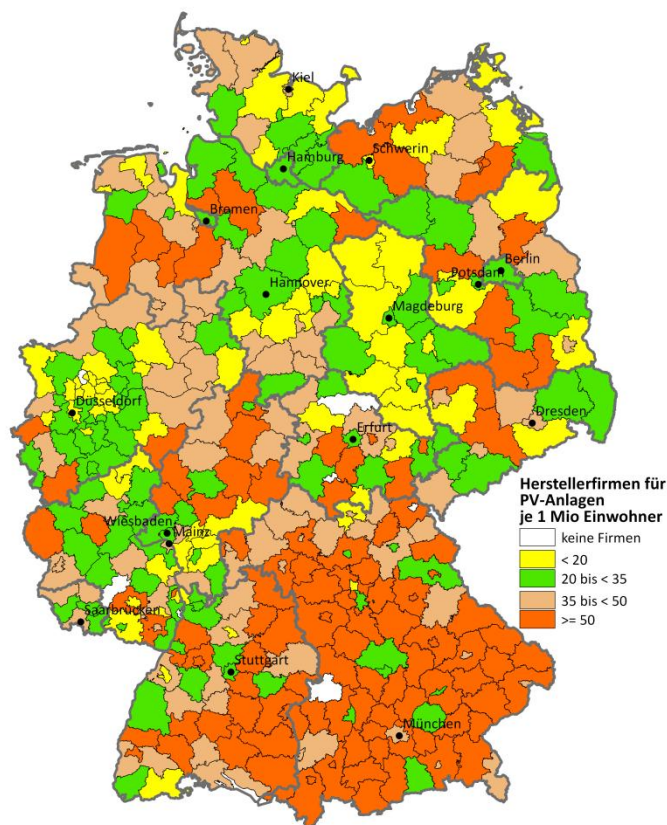 Kiel
Schwerin
Hamburg
Bremen
Berlin
Potsdam
Hannover
Magdeburg
Düsseldorf
Dresden
Erfurt
Herstellerfirmen für
PV-Anlagen
je 1 Mio Einwohner
keine Firmen
< 20
20 bis < 35
35 bis < 50
>= 50
Wiesbaden
Mainz
Saarbrücken
Stuttgart
München